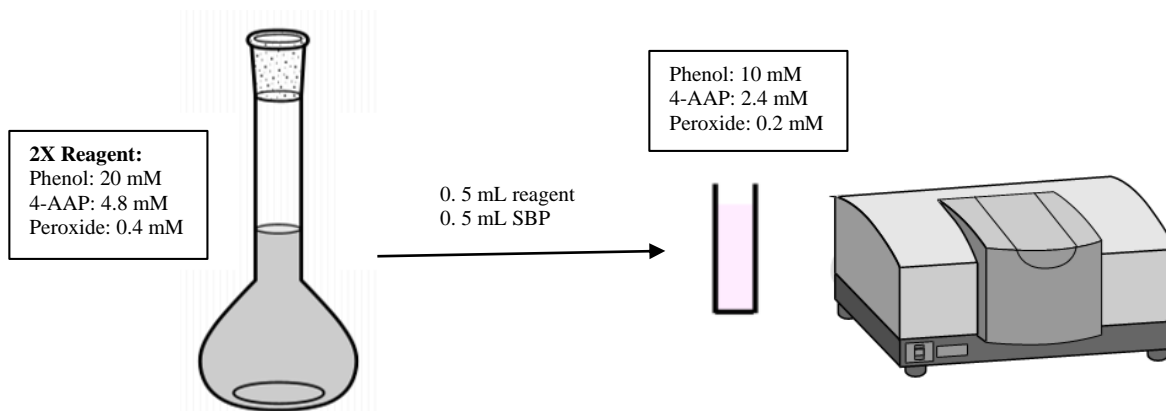 2X Reagent:
Phenol: 20 mM
4-AAP: 4.8 mM
Peroxide: 0.4 mM
0. 5 mL reagent
0. 5 mL SBP
Phenol: 10 mM
4-AAP: 2.4 mM
Peroxide: 0.2 mM